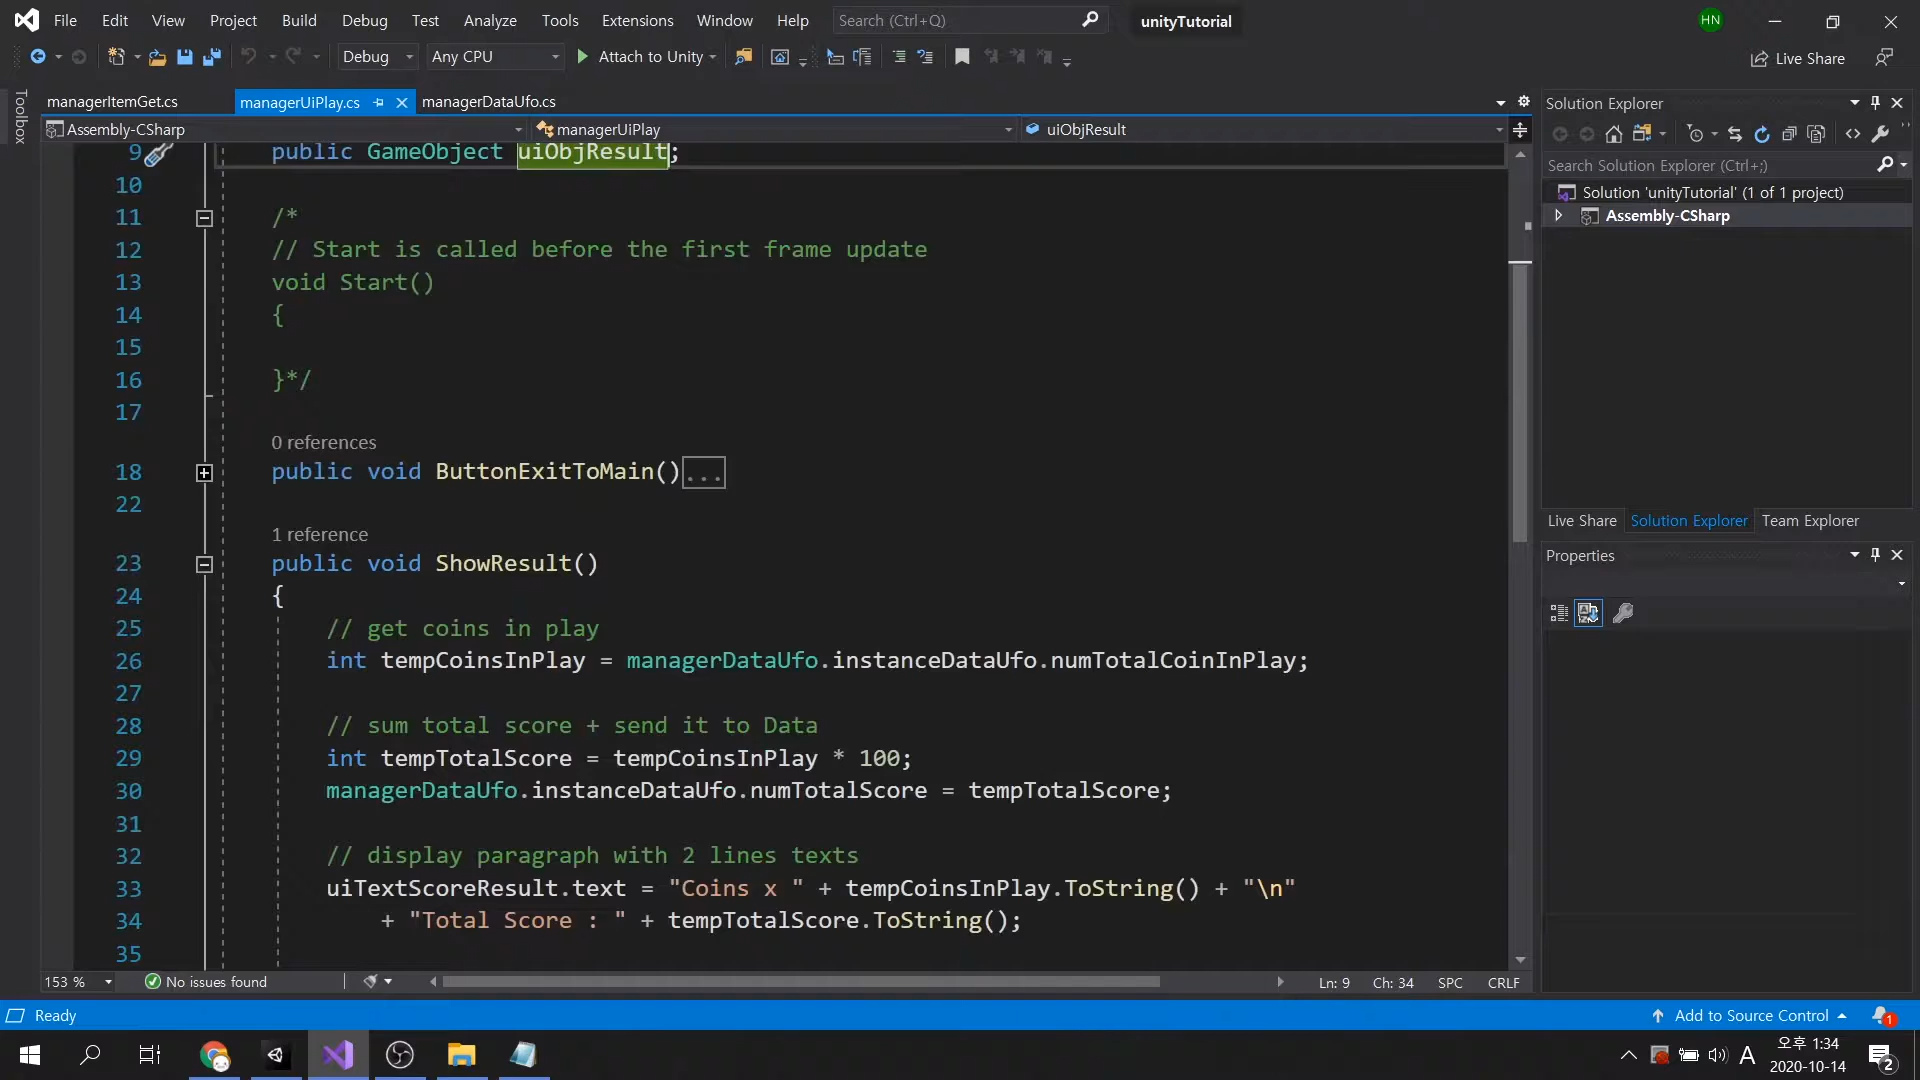 File Edit View Project Build Debug Test Analyze Tools Extensions Window Help Search (Ctrl+Q) unityTutorial HN
Debug Any CPU Attach to Unity Live Share
Toolbox
managerItemGet.cs managerUiPlay.cs managerDataUfo.cs
Assembly-CSharp managerUiPlay uiObjResult
9 public GameObject uiObjResult;
10
11 /*
12 // Start is called before the first frame update
13 void Start()
14 {
15
16 }*/
17
0 references
18 public void ButtonExitToMain()...
22
1 reference
23 public void ShowResult()
24 {
25 // get coins in play
26 int tempCoinsInPlay = managerDataUfo.instanceDataUfo.numTotalCoinInPlay;
27
28 // sum total score + send it to Data
29 int tempTotalScore = tempCoinsInPlay * 100;
30 managerDataUfo.instanceDataUfo.numTotalScore = tempTotalScore;
31
32 // display paragraph with 2 lines texts
33 uiTextScoreResult.text = "Coins x " + tempCoinsInPlay.ToString() + "\n"
34 + "Total Score : " + tempTotalScore.ToString();
35
153 % No issues found Ln: 9 Ch: 34 SPC CRLF
Solution Explorer
Search Solution Explorer (Ctrl+;)
Solution 'unityTutorial' (1 of 1 project)
Assembly-CSharp
Live Share Solution Explorer Team Explorer
Properties
Ready Add to Source Control 1
A 오후 1:34
2020-10-14 2